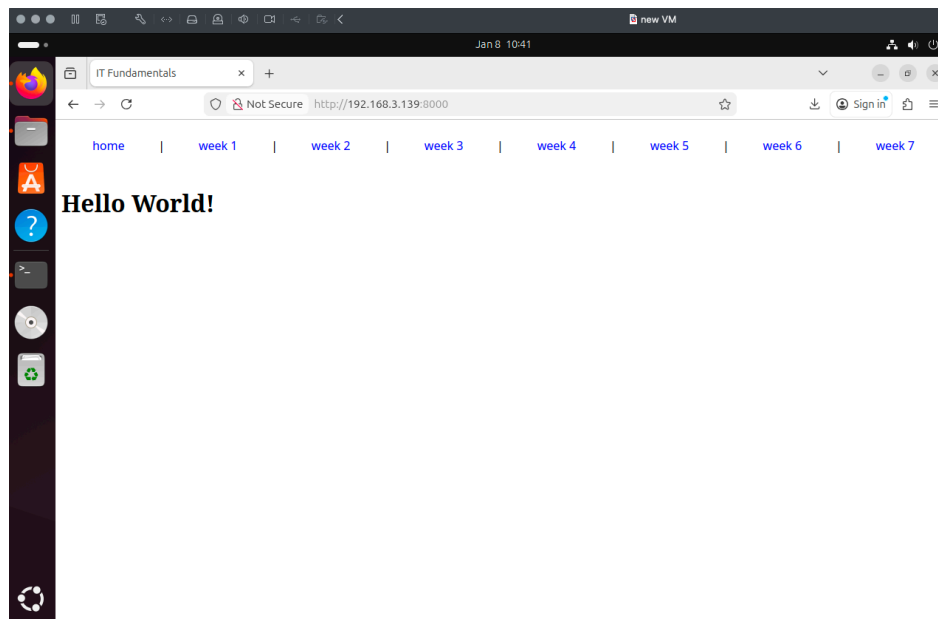 new VM
Jan 8 10:41
IT Fundamentals
Not Secure http://192.168.3.139:8000 Sign in
home | week 1 | week 2 | week 3 | week 4 | week 5 | week 6 | week 7
Hello World!